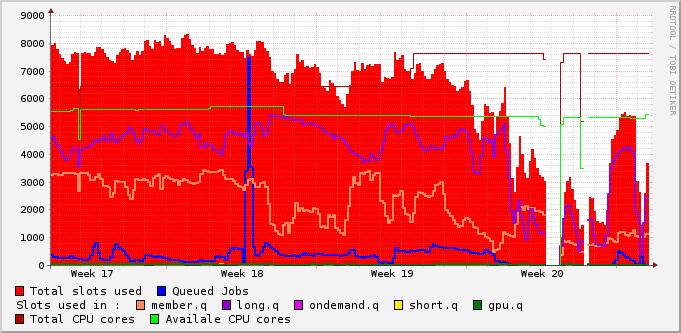 9000
8000
7000
6000
5000
4000
3000
2000
1000
0
Week 17 Week 18 Week 19 Week 20
RRDTOOL / TOBI OETIKER
Total slots used Queued Jobs
Slots used in : member.q long.q ondemand.q short.q gpu.q
Total CPU cores Availale CPU cores